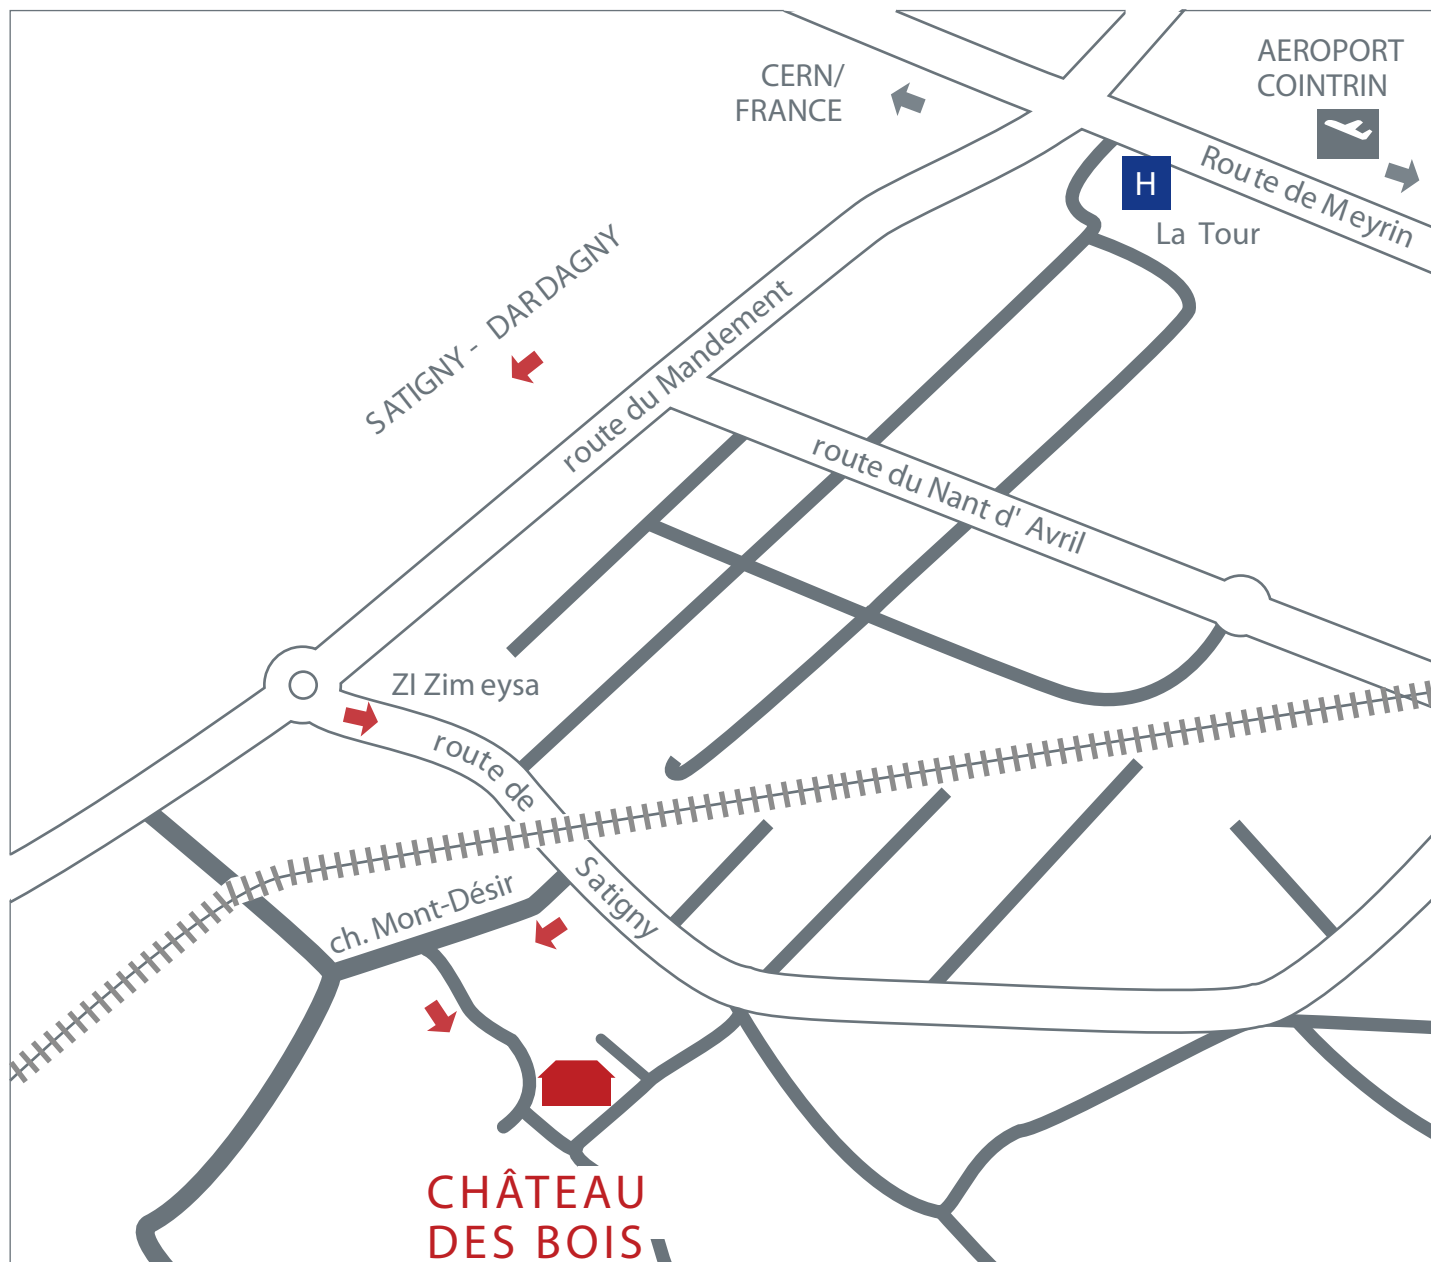 AEROPORT
COINTRIN
CERN/
FRANCE
Route de Meyrin
H
La Tour
SATIGNY - DARDAGNY
route du Mandement
route du Nant d' Avril
ZI Zimeysa
route de
Satigny
ch. Mont-Désir
CHÂTEAU
DES BOIS